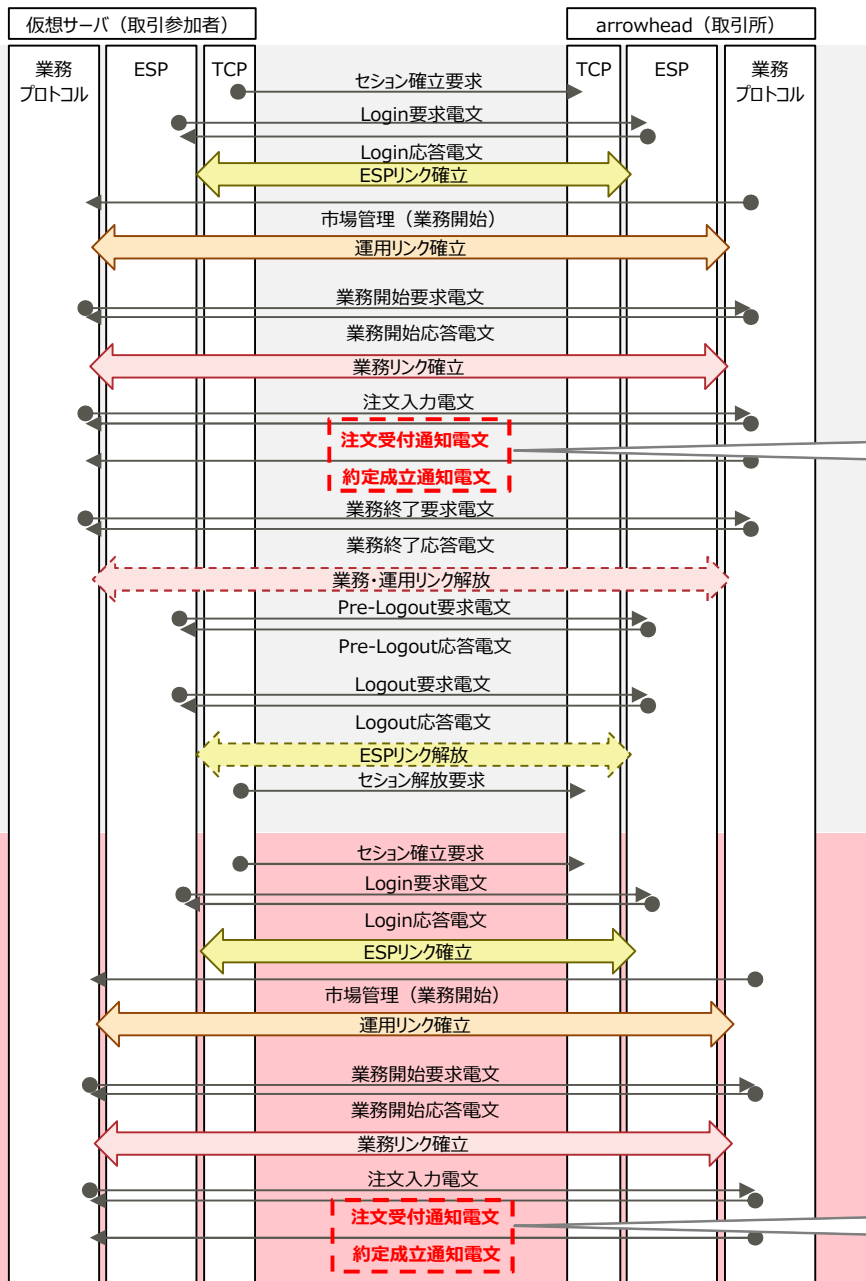 仮想サーバ（取引参加者）
arrowhead（取引所）
業務
プロトコル
ESP
TCP
TCP
ESP
業務
プロトコル
セション確立要求
Login要求電文
Login応答電文
ESPリンク確立
市場管理（業務開始）
運用リンク確立
業務開始要求電文
業務開始応答電文
業務リンク確立
注文入力電文
注文受付通知電文
約定成立通知電文
業務終了要求電文
業務終了応答電文
業務・運用リンク解放
Pre-Logout要求電文
Pre-Logout応答電文
Logout要求電文
Logout応答電文
ESPリンク解放
セション解放要求
セション確立要求
Login要求電文
Login応答電文
ESPリンク確立
市場管理（業務開始）
運用リンク確立
業務開始要求電文
業務開始応答電文
業務リンク確立
注文入力電文
注文受付通知電文
約定成立通知電文